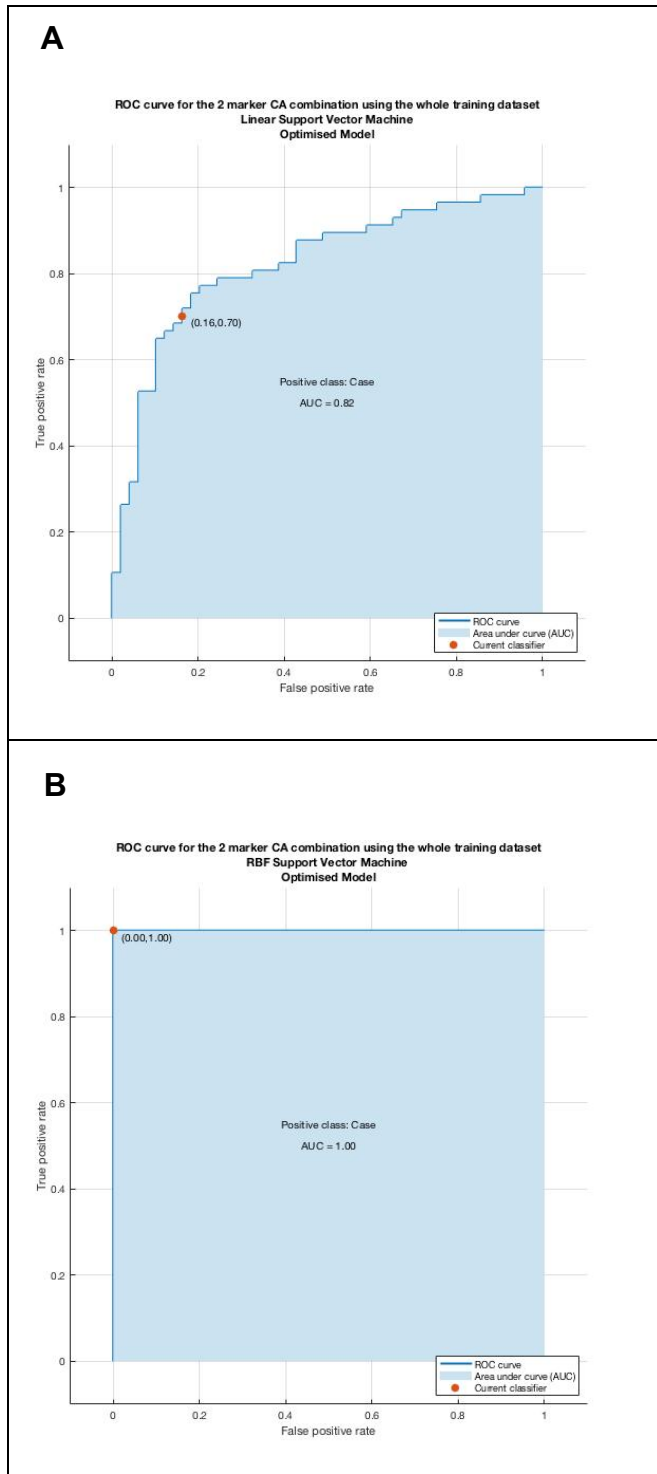 A
ROC curve for the 2 marker CA combination using the whole training dataset
Linear Support Vector Machine
Optimised Model
1
0.8
0.6
0.4
0.2
0
True positive rate
(0.16,0.70)
Positive class: Case
AUC = 0.82
ROC curve
Area under curve (AUC)
Current classifier
0 0.2 0.4 0.6 0.8 1
False positive rate
B
ROC curve for the 2 marker CA combination using the whole training dataset
RBF Support Vector Machine
Optimised Model
1
0.8
0.6
0.4
0.2
0
True positive rate
(0.00,1.00)
Positive class: Case
AUC = 1.00
ROC curve
Area under curve (AUC)
Current classifier
0 0.2 0.4 0.6 0.8 1
False positive rate